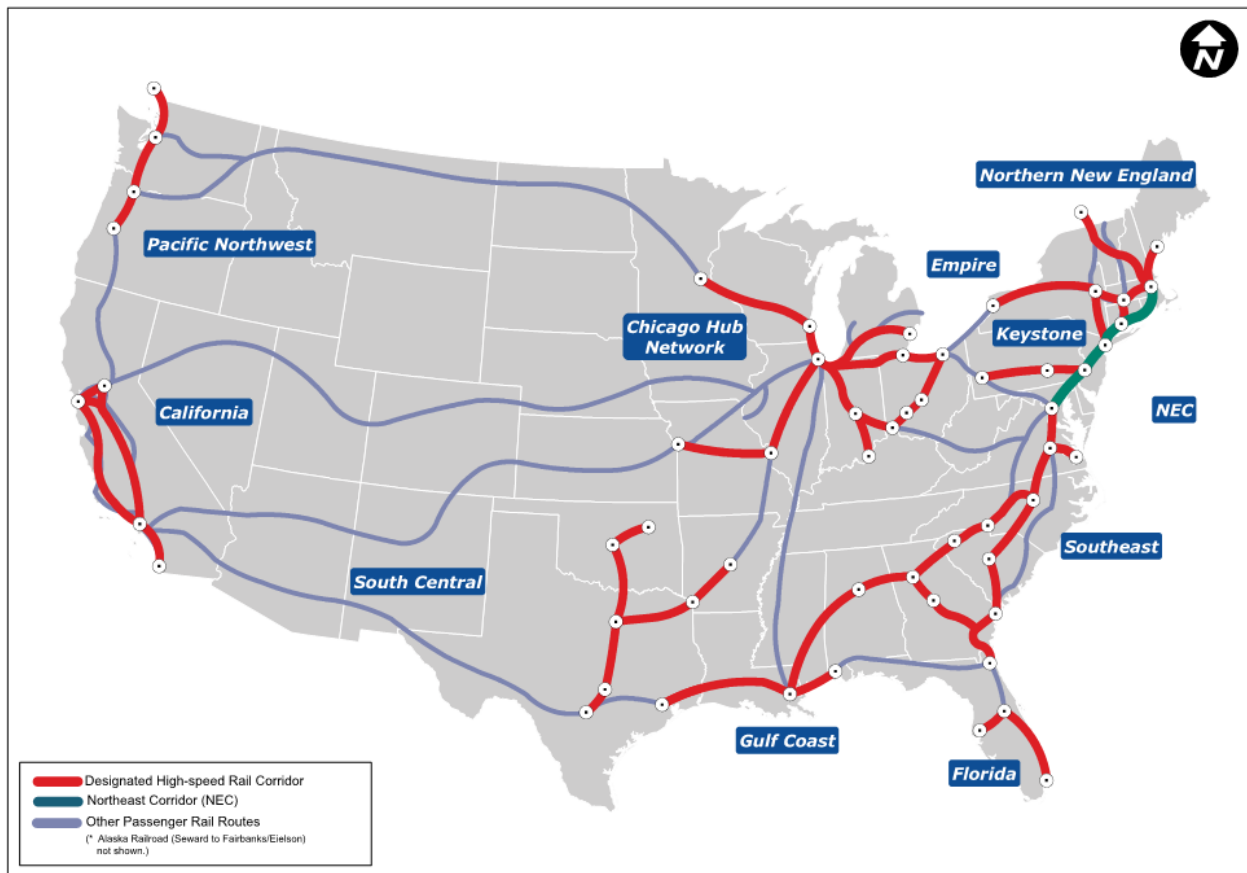 N
Northern New England
Pacific Northwest
Empire
Chicago Hub
Network
Keystone
California
NEC
Southeast
South Central
Gulf Coast
Florida
Designated High-speed Rail Corridor
Northeast Corridor (NEC)
Other Passenger Rail Routes
(* Alaska Railroad (Seward to Fairbanks/Eielson)
not shown.)